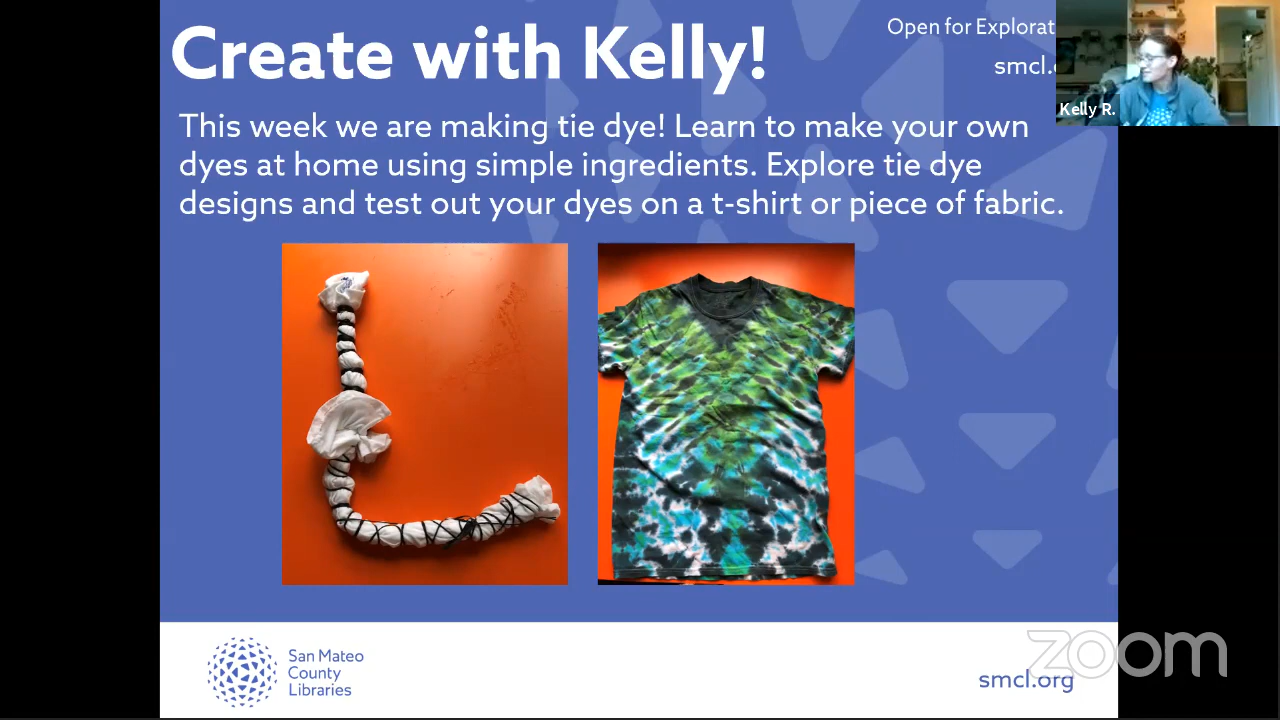 Create with Kelly!
Open for Explorat
smcl.
Kelly R.
This week we are making tie dye! Learn to make your own
dyes at home using simple ingredients. Explore tie dye
designs and test out your dyes on a t-shirt or piece of fabric.
San Mateo
County
Libraries
smcl.org
zoom